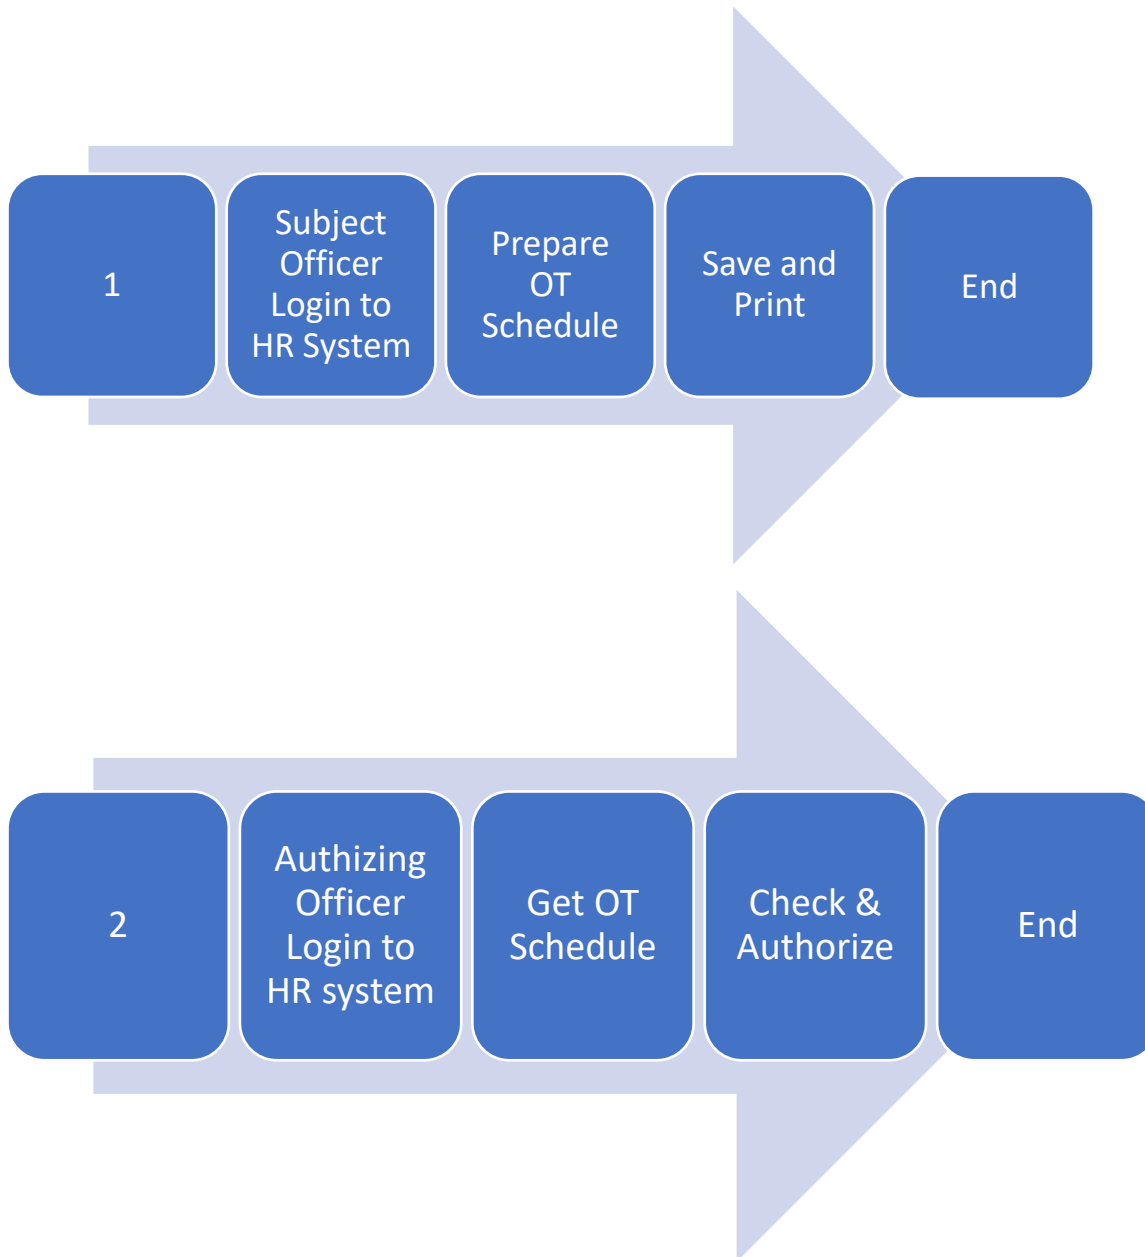 1
Subject
Officer
Login to
HR System
Prepare
OT
Schedule
Save and
Print
End
2
Authizing
Officer
Login to
HR system
Get OT
Schedule
Check &
Authorize
End